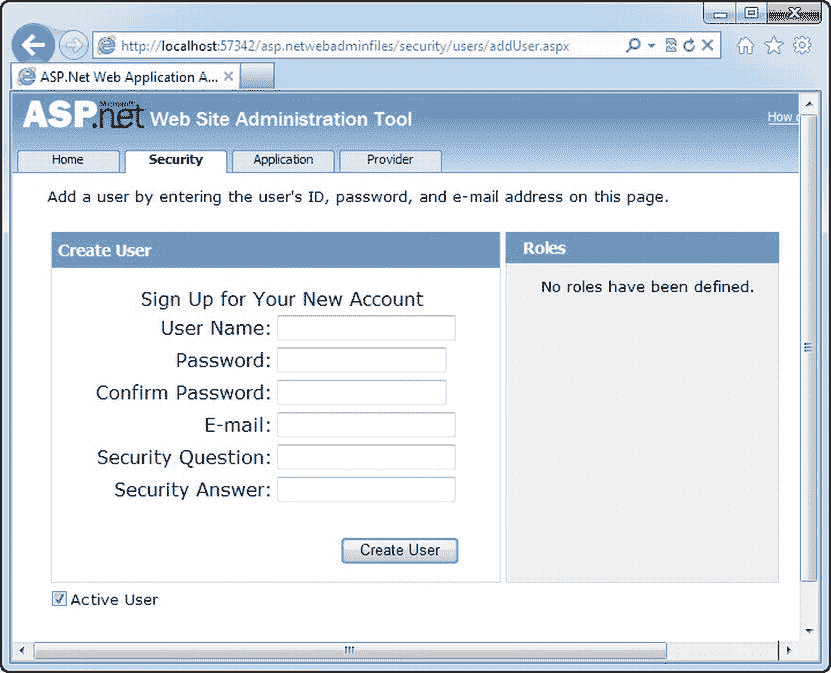 http://localhost:57342/asp.netwebadminfiles/security/users/addUser.aspx
ASP.Net Web Application A...
Microsoft
ASP.net Web Site Administration Tool
How
Home
Security
Application
Provider
Add a user by entering the user's ID, password, and e-mail address on this page.
Create User
Roles
No roles have been defined.
Sign Up for Your New Account
User Name:
Password:
Confirm Password:
E-mail:
Security Question:
Security Answer:
Create User
Active User